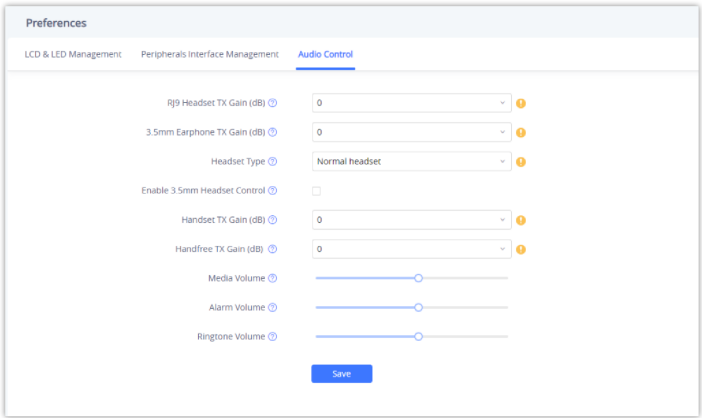 Preferences
LCD & LED Management Peripherals Interface Management Audio Control
RJ9 Headset TX Gain (dB) ? 0 !
3.5mm Earphone TX Gain (dB) ? 0 !
Headset Type ? Normal headset !
Enable 3.5mm Headset Control ?
Handset TX Gain (dB) ? 0 !
Handfree TX Gain (dB) ? 0 !
Media Volume ?
Alarm Volume ?
Ringtone Volume ?
Save